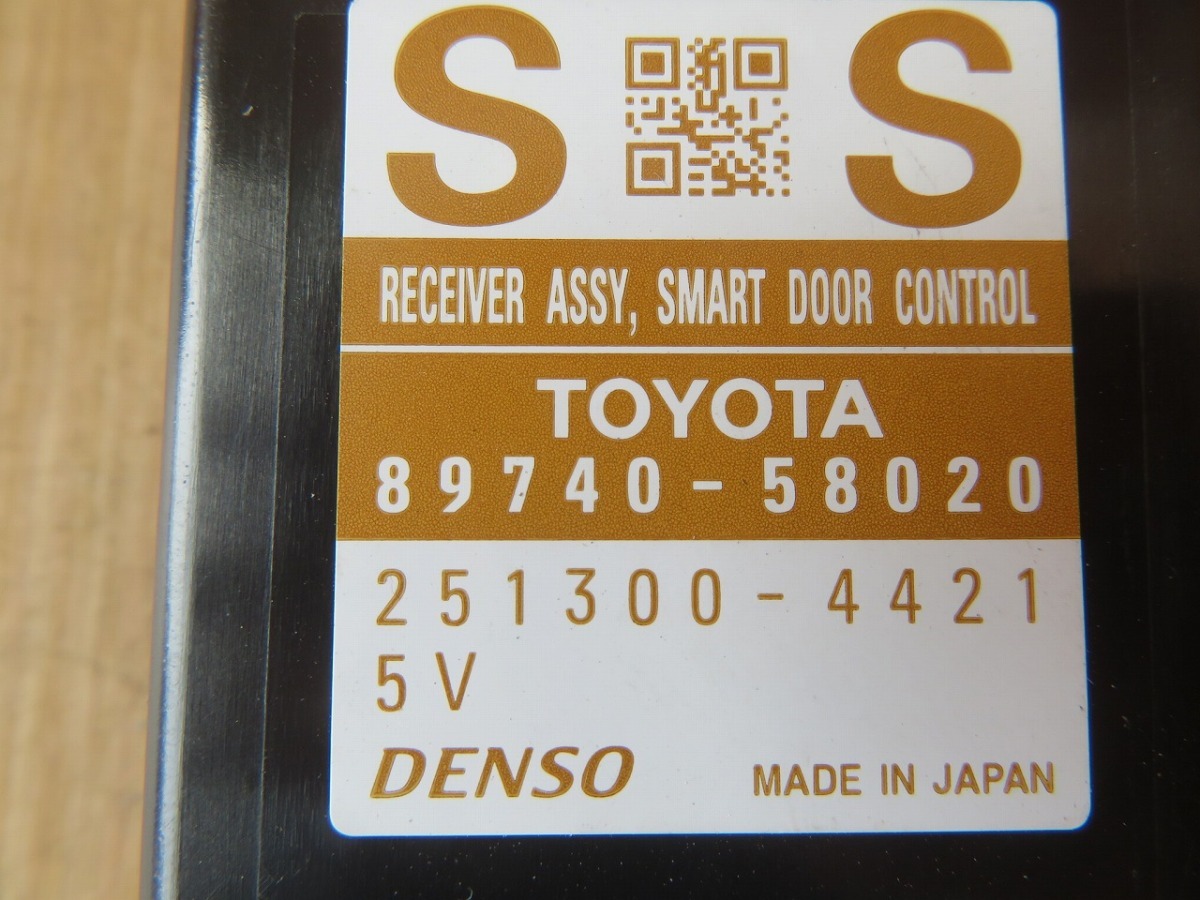 S S
RECEIVER ASSY, SMART DOOR CONTROL
TOYOTA
89740-58020
251300-4421
5V
DENSO MADE IN JAPAN